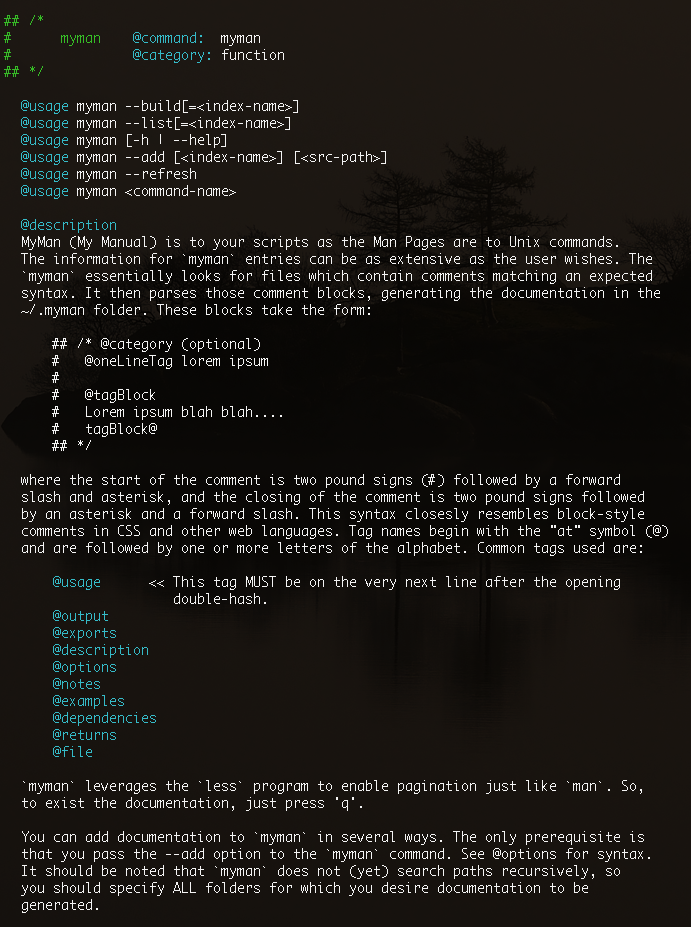 ## /*
#      myman    @command:  myman
#               @category: function
## */

@usage myman --build[=<index-name>]
@usage myman --list[=<index-name>]
@usage myman [-h | --help]
@usage myman --add [<index-name>] [<src-path>]
@usage myman --refresh
@usage myman <command-name>

@description
MyMan (My Manual) is to your scripts as the Man Pages are to Unix commands.
The information for `myman` entries can be as extensive as the user wishes. The
`myman` essentially looks for files which contain comments matching an expected
syntax. It then parses those comment blocks, generating the documentation in the
~/.myman folder. These blocks take the form:

    ## /* @category (optional)
    #   @oneLineTag lorem ipsum
    #
    #   @tagBlock
    #   Lorem ipsum blah blah....
    #   tagBlock@
    ## */

where the start of the comment is two pound signs (#) followed by a forward
slash and asterisk, and the closing of the comment is two pound signs followed
by an asterisk and a forward slash. This syntax closesly resembles block-style
comments in CSS and other web languages. Tag names begin with the "at" symbol (@)
and are followed by one or more letters of the alphabet. Common tags used are:

    @usage      << This tag MUST be on the very next line after the opening
                   double-hash.
    @output
    @exports
    @description
    @options
    @notes
    @examples
    @dependencies
    @returns
    @file

`myman` leverages the `less` program to enable pagination just like `man`. So,
to exist the documentation, just press 'q'.

You can add documentation to `myman` in several ways. The only prerequisite is
that you pass the --add option to the `myman` command. See @options for syntax.
It should be noted that `myman` does not (yet) search paths recursively, so
you should specify ALL folders for which you desire documentation to be
generated.